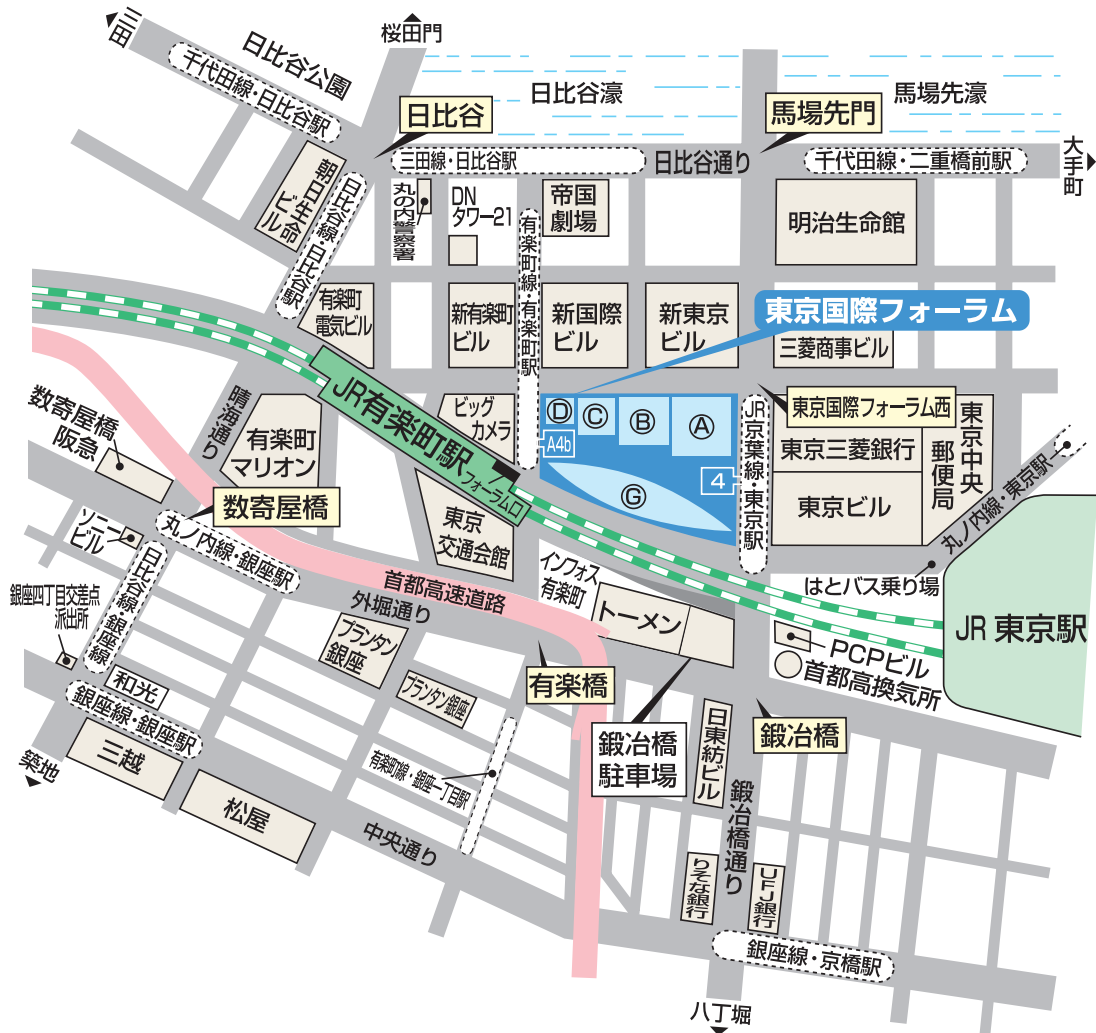 三田
日比谷公園
千代田線・日比谷駅
桜田門
日比谷
日比谷濠
馬場先門
馬場先濠
大手町
三田線・日比谷駅
日比谷通り
千代田線・二重橋前駅
朝日生命
ビル
日比谷線・日比谷駅
丸の内警察署
DN
タワー21
有楽町線・有楽町駅
帝国
劇場
明治生命館
有楽町
電気ビル
新有楽町
ビル
新国際
ビル
新東京
ビル
東京国際フォーラム
三菱商事ビル
JR有楽町駅
フォーラム口
ビッグ
カメラ
D
C
B
A
A4b
4
G
JR京葉線・東京駅
東京国際フォーラム西
東京三菱銀行
東京ビル
東京中央
郵便局
丸ノ内線・東京駅
はとバス乗り場
JR 東京駅
晴海通り
有楽町
マリオン
数寄屋橋
阪急
数寄屋橋
ソニー
ビル
丸ノ内線・銀座駅
東京
交通会館
首都高速道路
外堀通り
インフォス
有楽町
トーメン
PCPビル
首都高換気所
日比谷線・銀座線
銀座四丁目交差点
派出所
和光
銀座線・銀座駅
三越
築地
松屋
プランタン
銀座
プランタン銀座
有楽橋
有楽町線・銀座一丁目駅
中央通り
鍛冶橋
駐車場
鍛冶橋
日東紡ビル
鍛冶橋通り
りそな銀行
UFJ銀行
銀座線・京橋駅
八丁堀